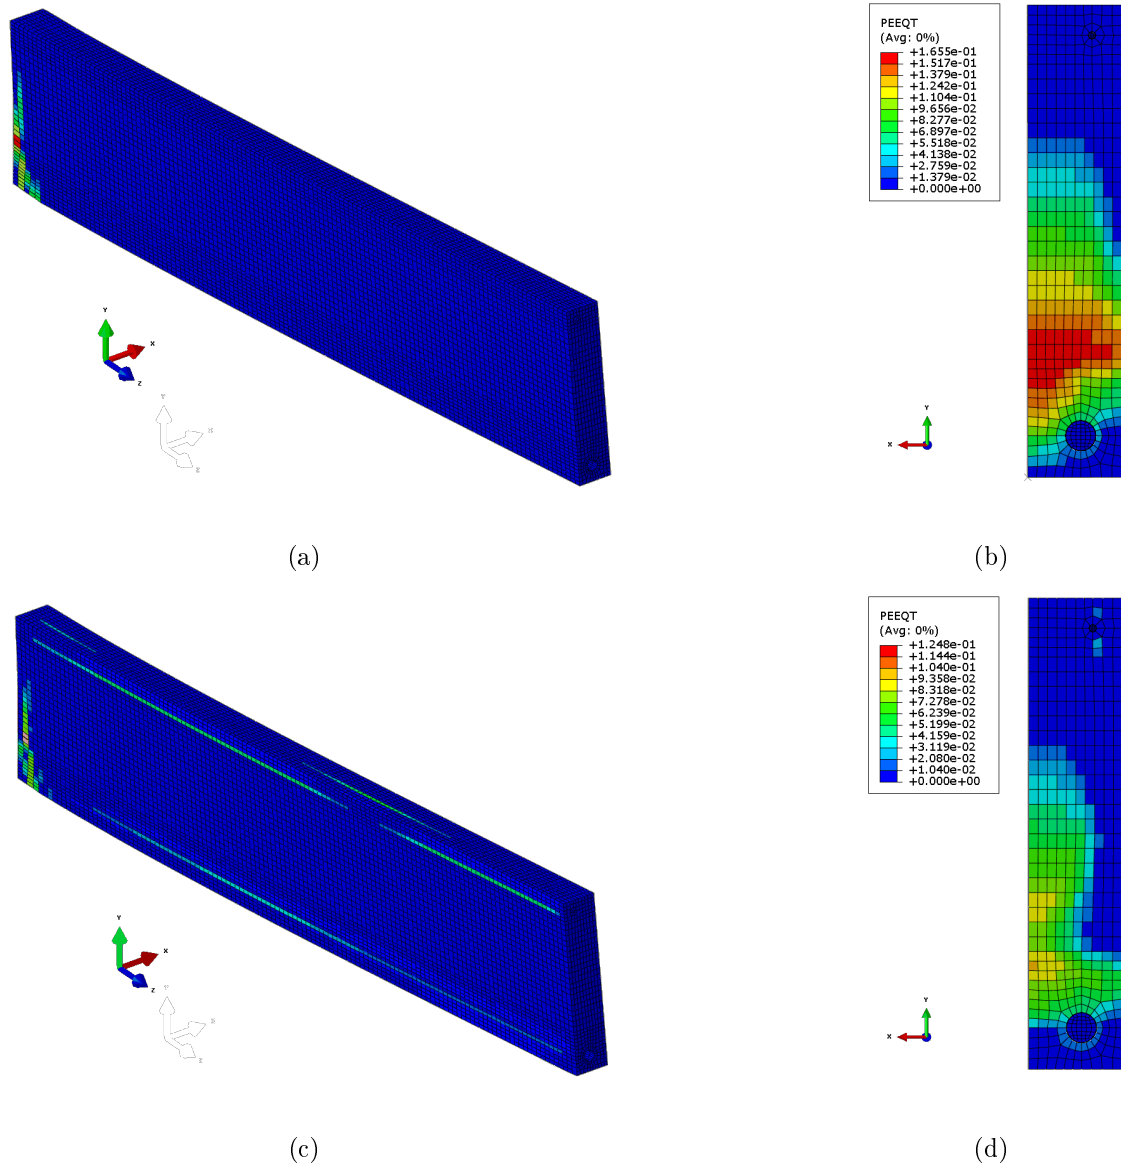 PEEQT
(Avg: 0%)
+1.655e-01
+1.517e-01
+1.379e-01
+1.242e-01
+1.104e-01
+9.656e-02
+8.277e-02
+6.897e-02
+5.518e-02
+4.138e-02
+2.759e-02
+1.379e-02
+0.000e+00
Y
X
Z
Y
X
Z
Y
X
(a)
(b)
PEEQT
(Avg: 0%)
+1.248e-01
+1.144e-01
+1.040e-01
+9.358e-02
+8.318e-02
+7.278e-02
+6.239e-02
+5.199e-02
+4.159e-02
+3.119e-02
+2.080e-02
+1.040e-02
+0.000e+00
Y
X
Z
Y
X
Z
Y
X
(c)
(d)